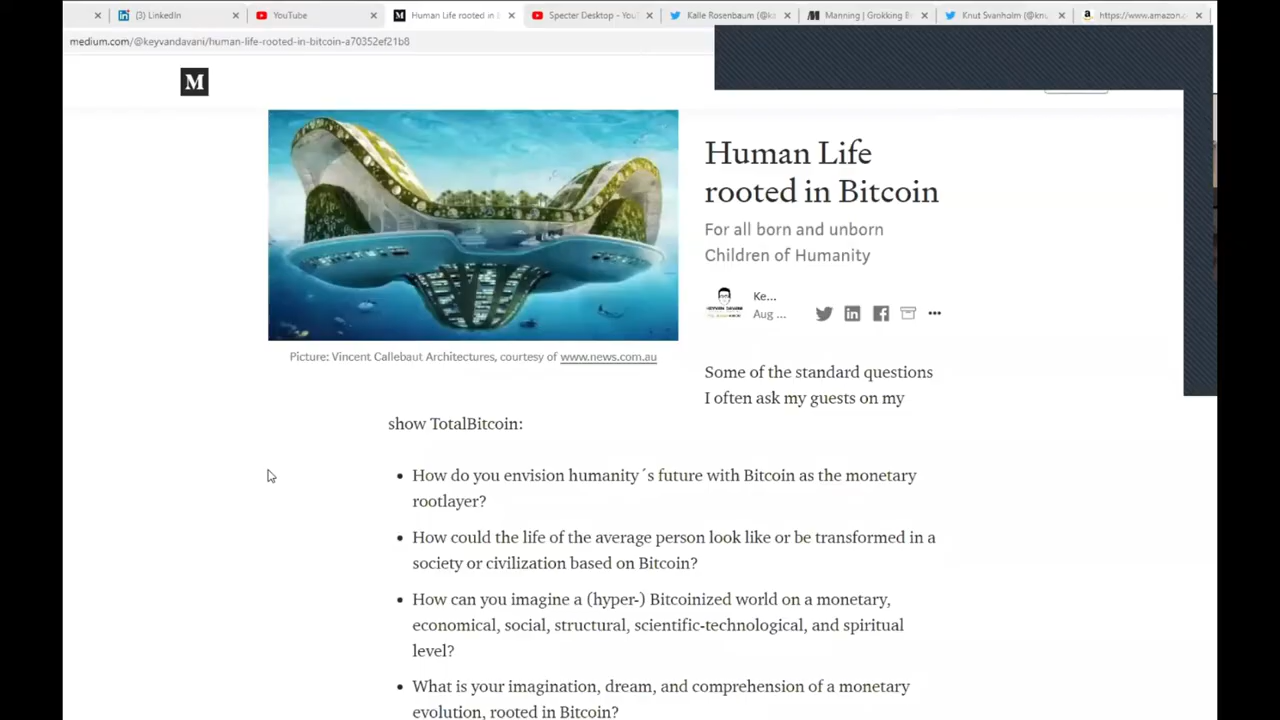 (3) LinkedIn
YouTube
Human Life rooted in
Specter Desktop - You
Kalle Rosenbaum (@k
Manning | Grokking B
Knut Svanholm (@knu
https://www.amazon.
medium.com/@keyvandavani/human-life-rooted-in-bitcoin-a70352ef21b8
M
Human Life
rooted in Bitcoin
For all born and unborn
Children of Humanity
Ke...
Aug ...
Picture: Vincent Callebaut Architectures, courtesy of www.news.com.au
Some of the standard questions
I often ask my guests on my
show TotalBitcoin:
• How do you envision humanity´s future with Bitcoin as the monetary
rootlayer?
• How could the life of the average person look like or be transformed in a
society or civilization based on Bitcoin?
• How can you imagine a (hyper-) Bitcoinized world on a monetary,
economical, social, structural, scientific-technological, and spiritual
level?
• What is your imagination, dream, and comprehension of a monetary
evolution, rooted in Bitcoin?